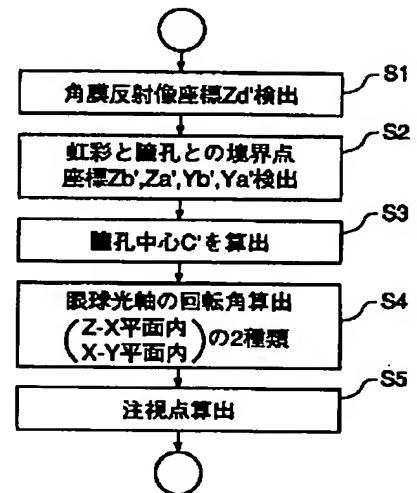 S1
角膜反射像座標Zd'検出
S2
虹彩と瞳孔との境界点
座標Zb',Za',Yb',Ya'検出
S3
瞳孔中心C'を算出
S4
眼球光軸の回転角算出
(Z-X平面内
X-Y平面内)の2種類
S5
注視点算出